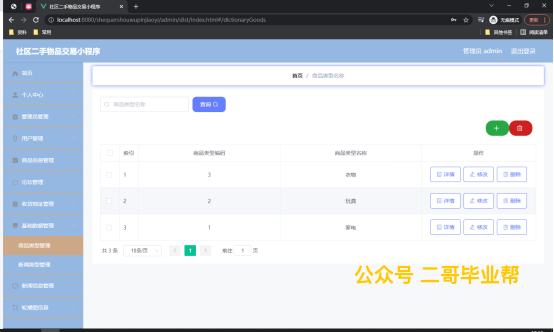 社区二手物品交易小程序
localhost:8080/shequershouwupinjiaoyi/admin/dist/index.html#/dictionaryGoods
无痕模式
更新
资料
常用
其他书签
阅读清单
社区二手物品交易小程序
管理员 admin
退出登录
首页
个人中心
管理员管理
用户管理
商品信息管理
论坛管理
收货地址管理
基础数据管理
商品类型管理
新闻类型管理
新闻信息管理
轮播图信息
首页 / 商品类型名称
商品类型名称
查询
索引 商品类型编码 商品类型名称 操作
1 3 衣物 详情 修改 删除
2 2 玩具 详情 修改 删除
3 1 家电 详情 修改 删除
共 3 条 10条/页 1 前往 1 页
公众号 二哥毕业帮